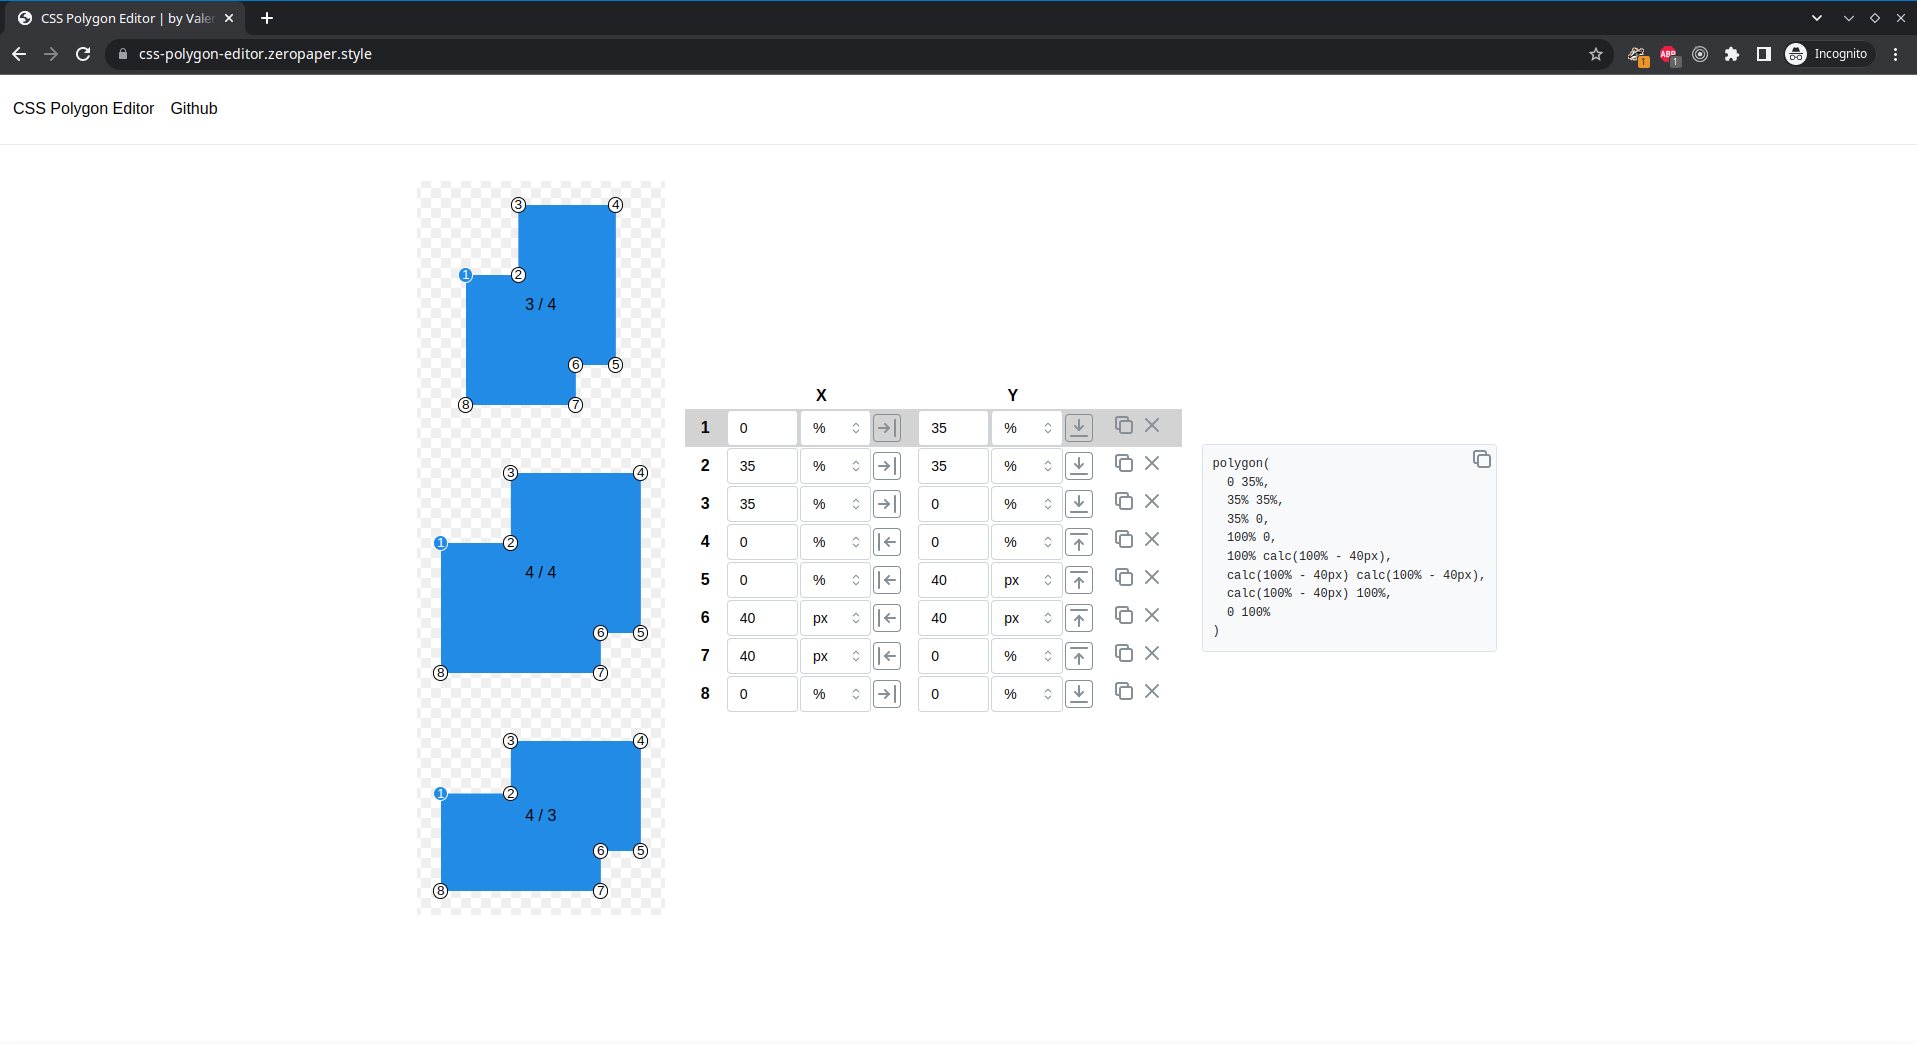 CSS Polygon Editor | by Valer
css-polygon-editor.zeropaper.style
1
ABP
1
Incognito
CSS Polygon Editor Github
3 4
1 2
3 / 4
6 5
8 7
3 4
1 2
4 / 4
6 5
8 7
3 4
1 2
4 / 3
6 5
8 7
X Y
1 0 % 35 %
2 35 % 35 %
3 35 % 0 %
4 0 % 0 %
5 0 % 40 px
6 40 px 40 px
7 40 px 0 %
8 0 % 0 %
polygon(
0 35%,
35% 35%,
35% 0,
100% 0,
100% calc(100% - 40px),
calc(100% - 40px) calc(100% - 40px),
calc(100% - 40px) 100%,
0 100%
)